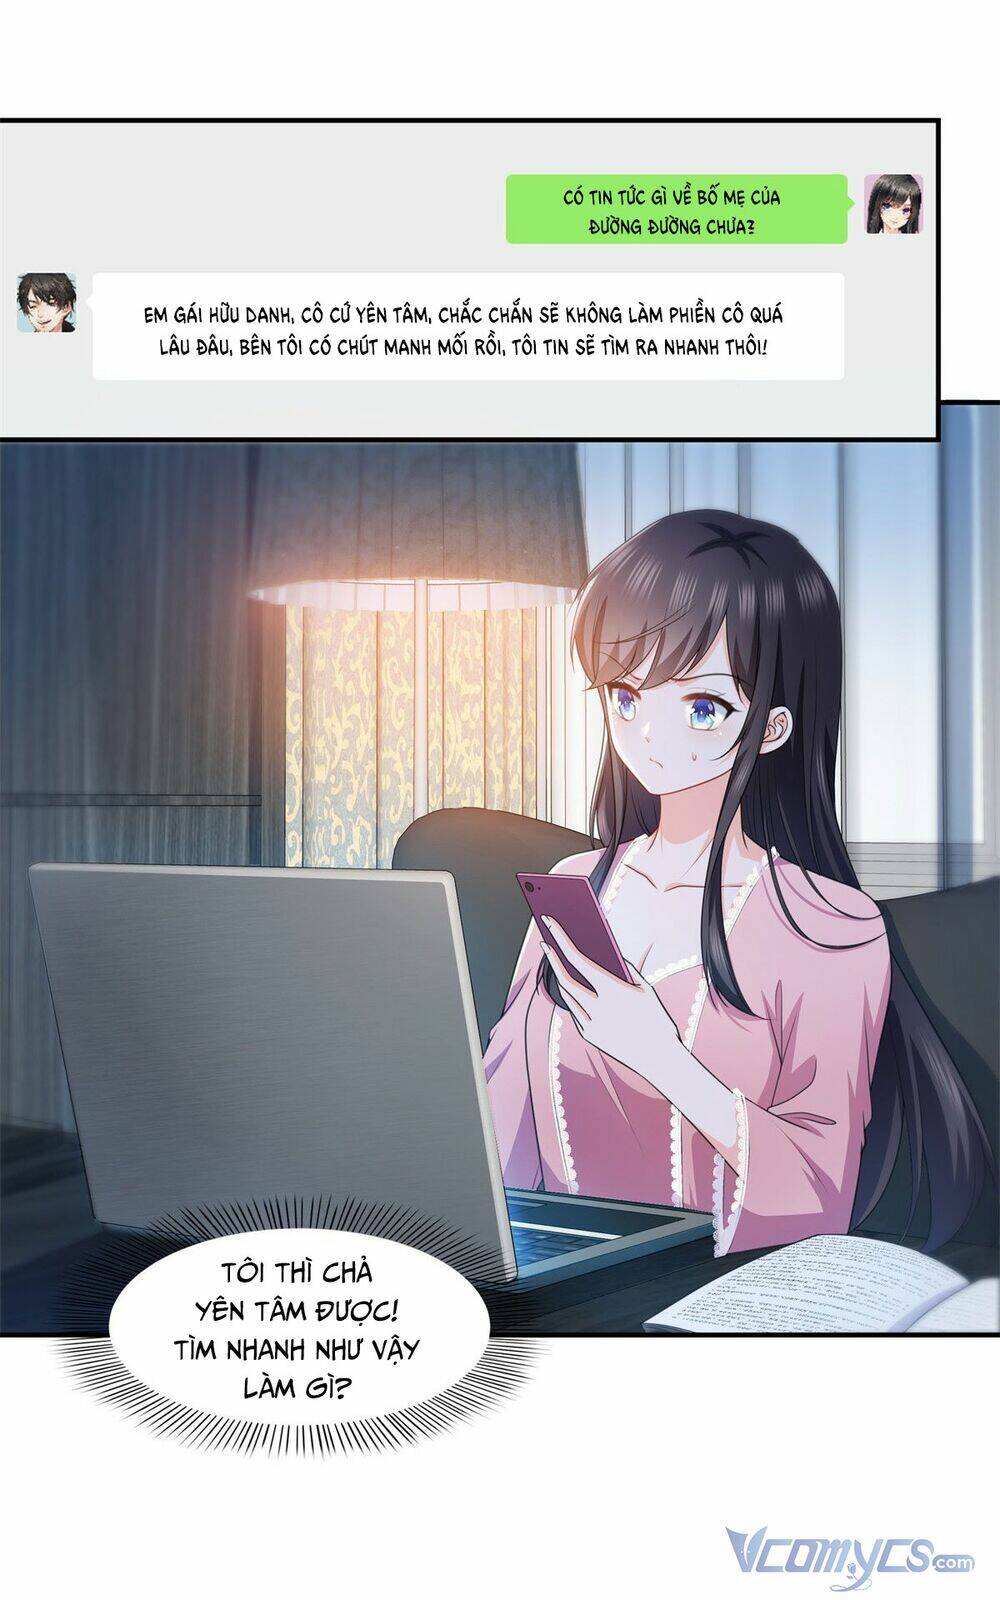 CÓ TIN TỨC GÌ VỀ BỐ MẸ CỦA
ĐƯỜNG ĐƯỜNG CHƯA?
EM GÁI HỮU DANH, CÔ CỨ YÊN TÂM, CHẮC CHẮN SẼ KHÔNG LÀM PHIỀN CÔ QUÁ
LÂU ĐÂU, BÊN TÔI CÓ CHÚT MANH MỐI RỒI, TÔI TIN SẼ TÌM RA NHANH THÔI!
TÔI THÌ CHẢ
YÊN TÂM ĐƯỢC!
TÌM NHANH NHƯ VẬY
LÀM GÌ?
Vcomycs.com